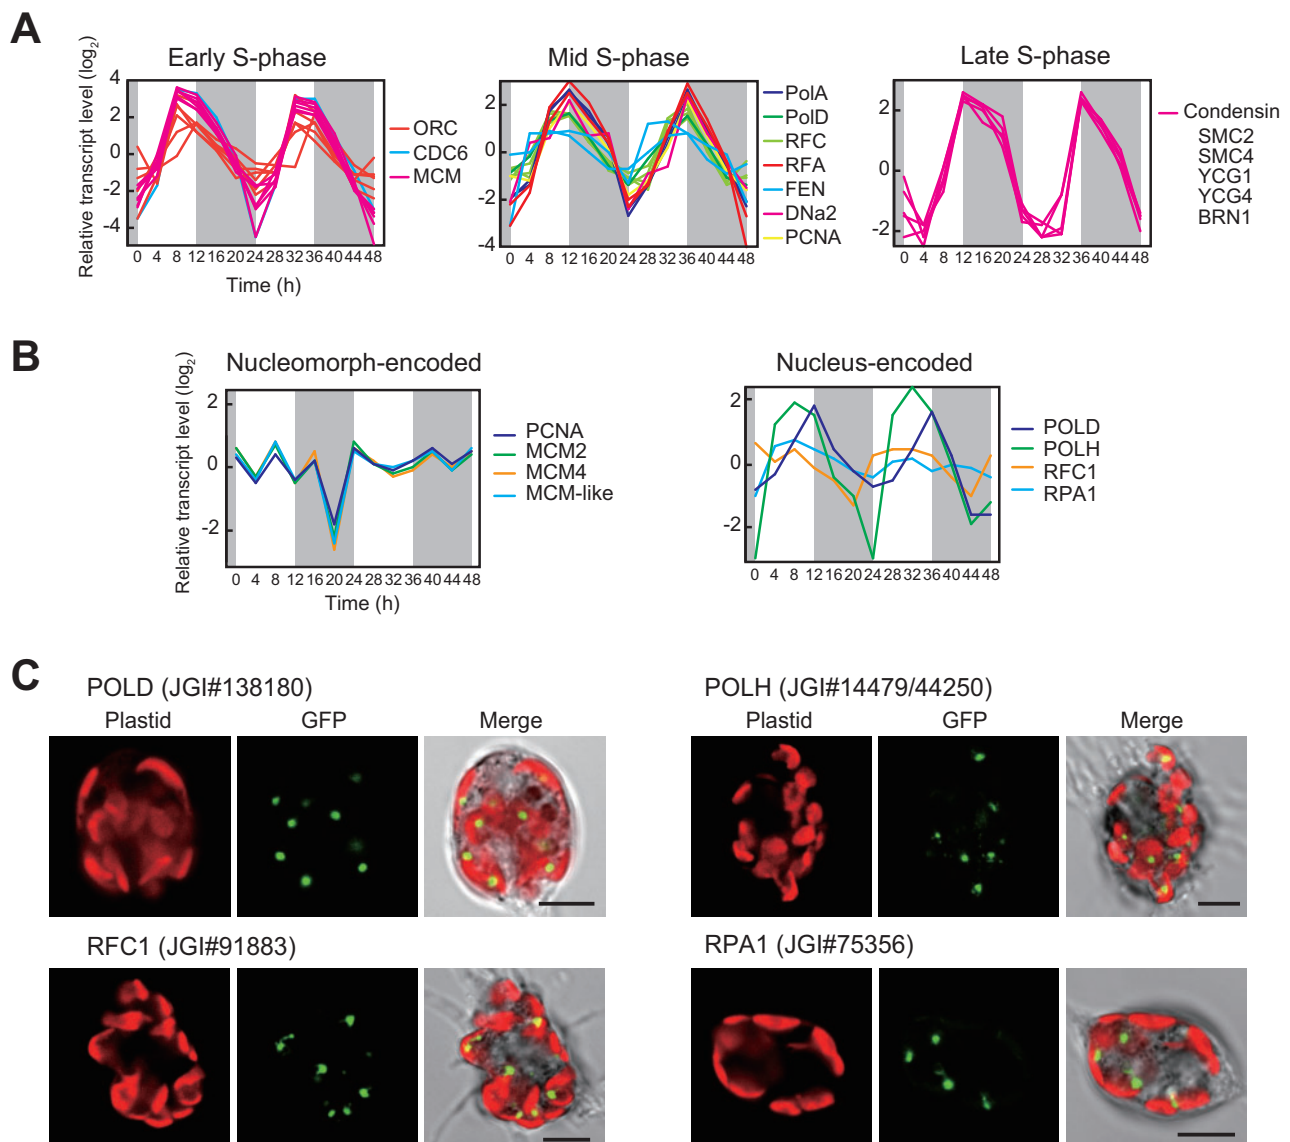 A
Early S-phase
Mid S-phase
Late S-phase
Relative transcript level (log2)
4
2
0
-2
-4
0 4 8 12 16 20 24 28 32 36 40 44 48
Time (h)
ORC
CDC6
MCM
2
0
-2
-4
0 4 8 12 16 20 24 28 32 36 40 44 48
PolA
PolD
RFC
RFA
FEN
DNa2
PCNA
2
0
-2
0 4 8 12 16 20 24 28 32 36 40 44 48
Condensin
SMC2
SMC4
YCG1
YCG4
BRN1
B
Nucleomorph-encoded
Nucleus-encoded
Relative transcript level (log2)
2
0
-2
0 4 8 12 16 20 24 28 32 36 40 44 48
Time (h)
PCNA
MCM2
MCM4
MCM-like
2
0
-2
0 4 8 12 16 20 24 28 32 36 40 44 48
POLD
POLH
RFC1
RPA1
C
POLD (JGI#138180)
Plastid GFP Merge
POLH (JGI#14479/44250)
Plastid GFP Merge
RFC1 (JGI#91883)
RPA1 (JGI#75356)